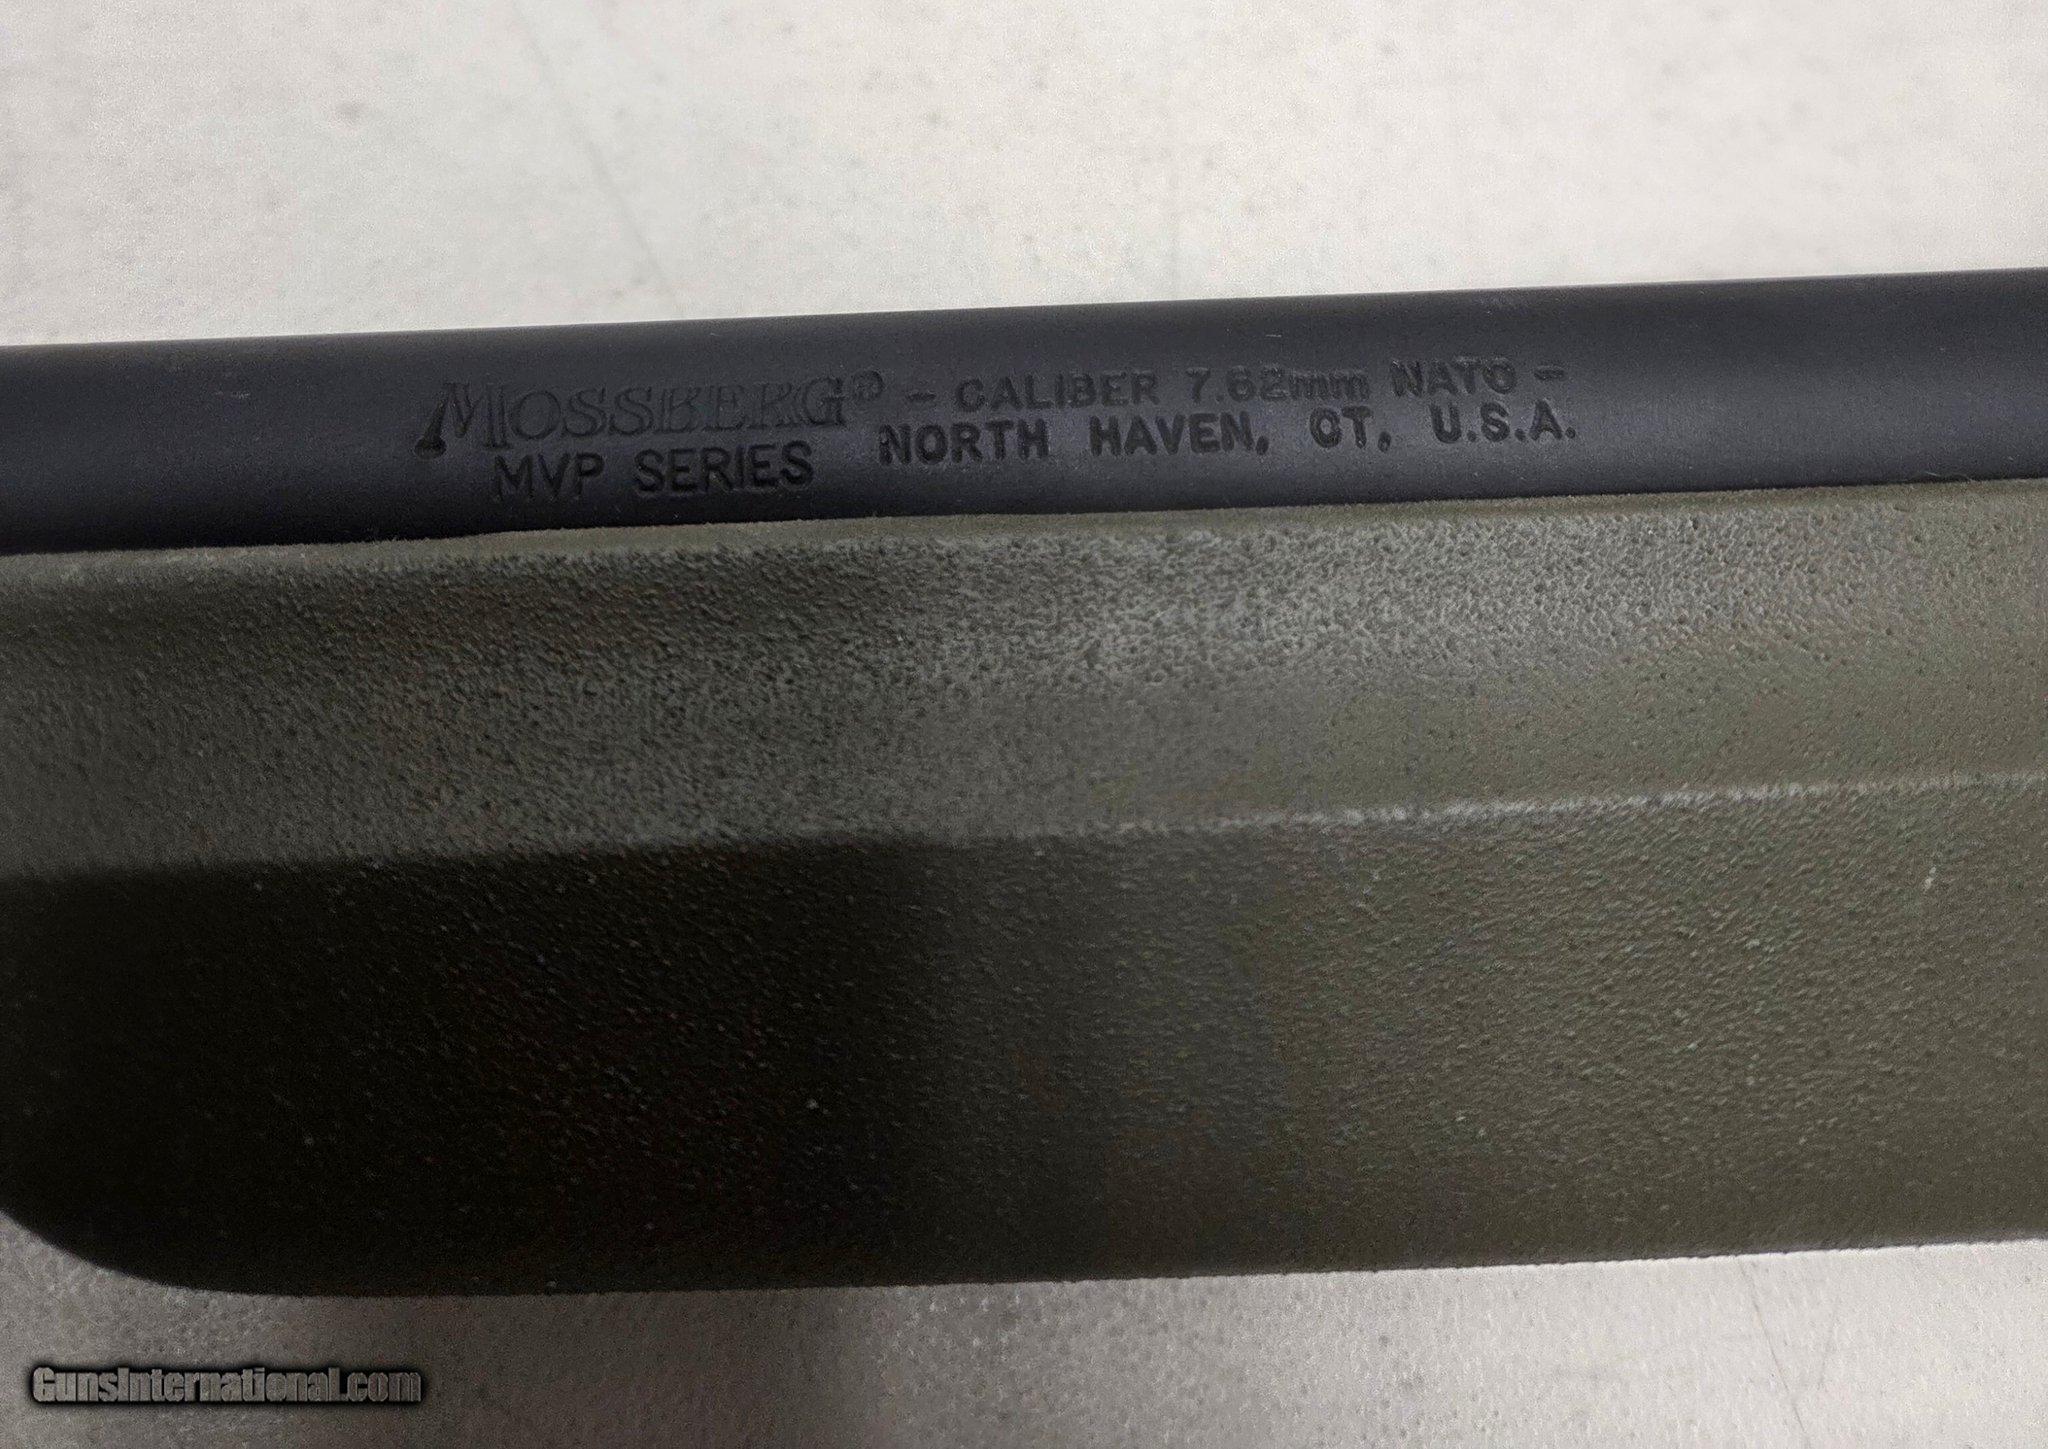 MOSSBERG® - CALIBER 7.62mm NATO -
MVP SERIES NORTH HAVEN, CT, U.S.A.
GunsInternational.com